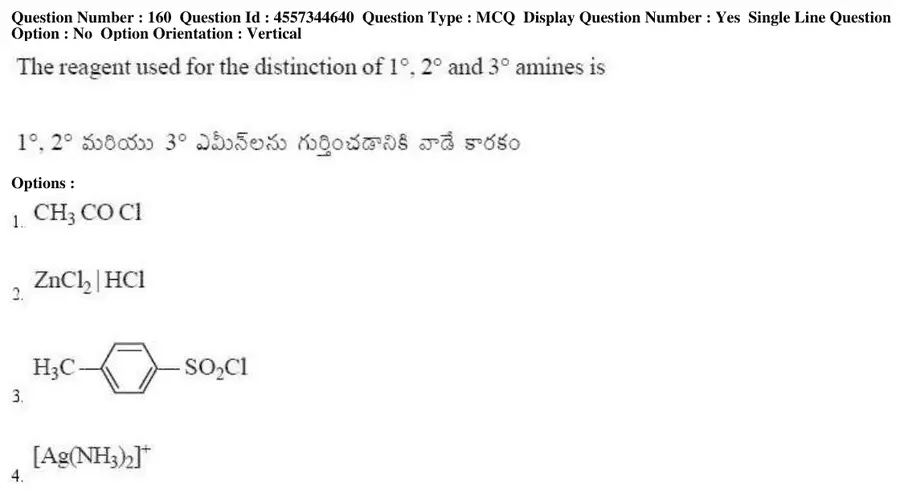 Question Number : 160 Question Id : 4557344640 Question Type : MCQ Display Question Number : Yes Single Line Question
Option : No Option Orientation : Vertical
The reagent used for the distinction of 1°, 2° and 3° amines is
1°, 2° మరియు 3° ఎమీన్‌లను గుర్తించడానికి వాడే కారకం
Options :
1. CH₃ CO Cl
2. ZnCl₂ | HCl
3. H₃C SO₂Cl
4. [Ag(NH₃)₂]⁺